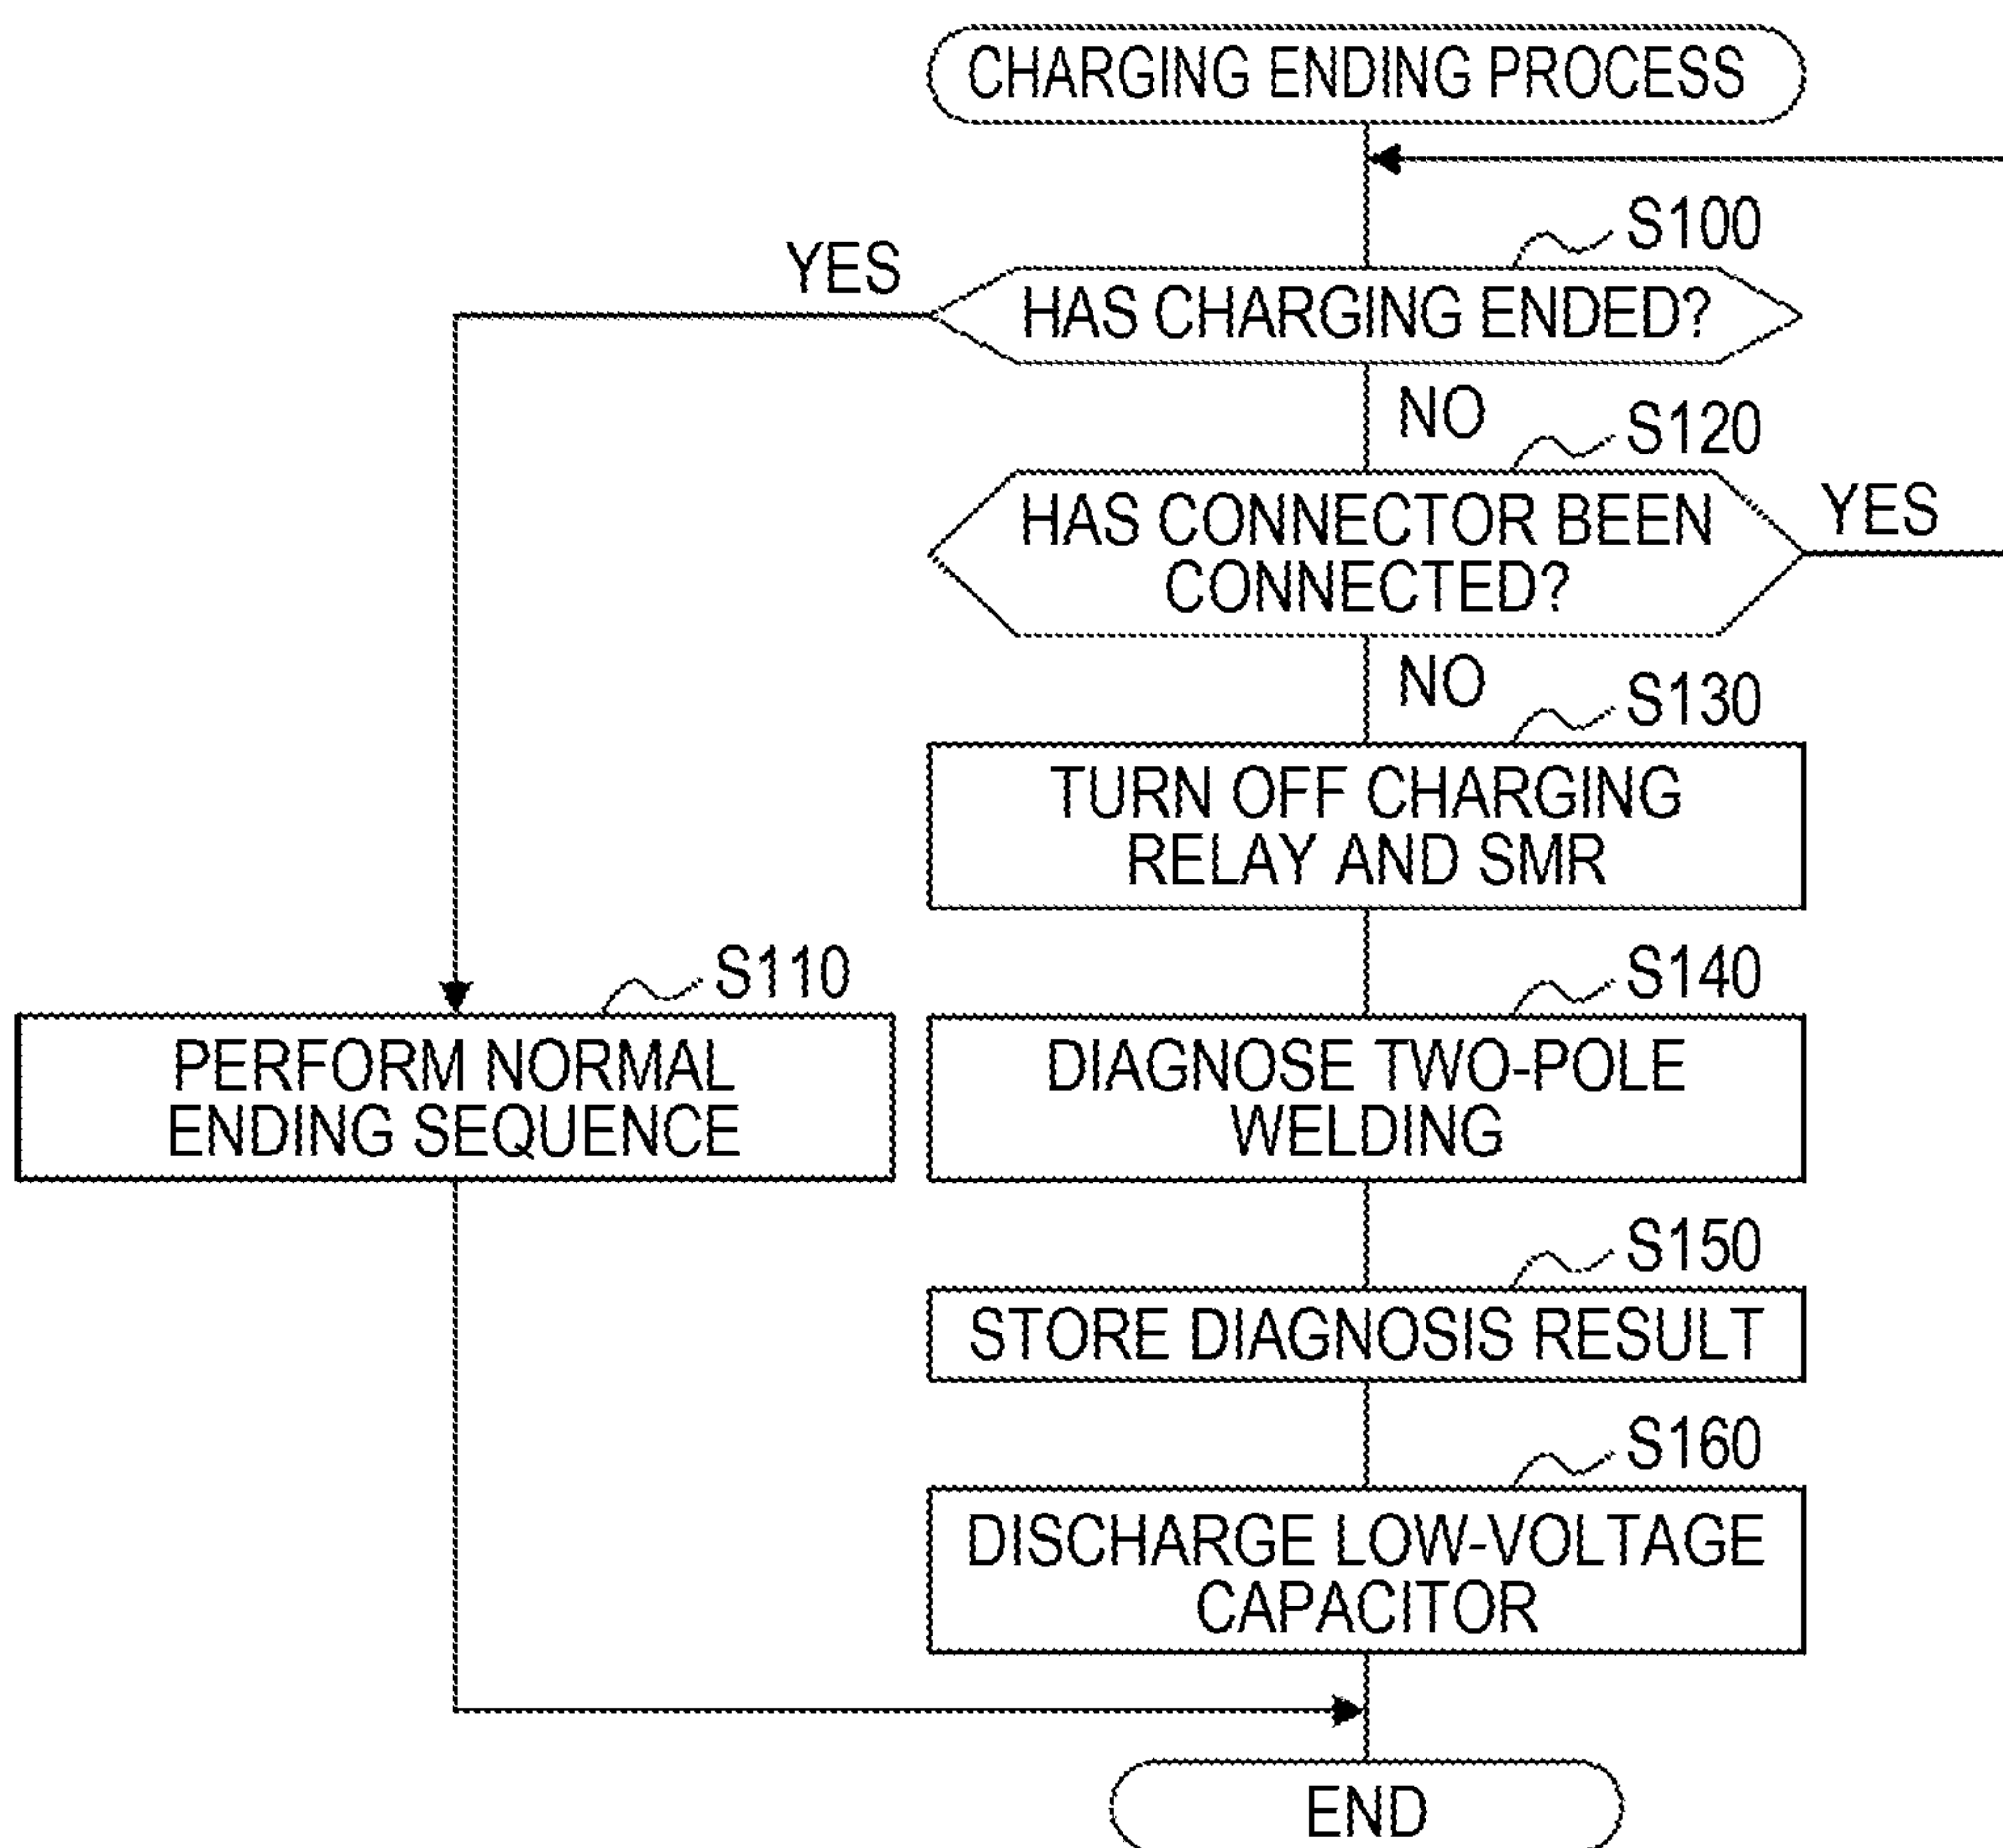 CHARGING ENDING PROCESS
S100
YES
HAS CHARGING ENDED?
NO
S120
HAS CONNECTOR BEEN
CONNECTED?
YES
NO
S130
TURN OFF CHARGING
RELAY AND SMR
S110
PERFORM NORMAL
ENDING SEQUENCE
S140
DIAGNOSE TWO-POLE
WELDING
S150
STORE DIAGNOSIS RESULT
S160
DISCHARGE LOW-VOLTAGE
CAPACITOR
END